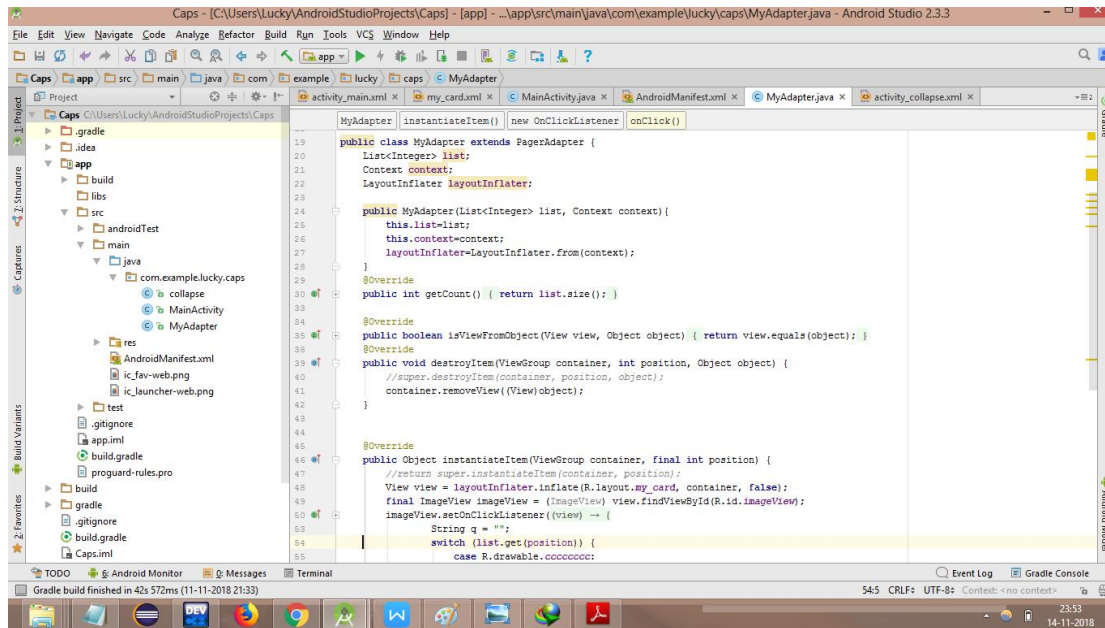 Caps - [C:\Users\Lucky\AndroidStudioProjects\Caps] - [app] - ...\app\src\main\java\com\example\lucky\caps\MyAdapter.java - Android Studio 2.3.3
File Edit View Navigate Code Analyze Refactor Build Run Tools VCS Window Help
app
Caps app src main java com example lucky caps MyAdapter
Project
activity_main.xml my_card.xml MainActivity.java AndroidManifest.xml MyAdapter.java activity_collapse.xml
Caps C:\Users\Lucky\AndroidStudioProjects\Caps
.gradle
.idea
app
build
libs
src
androidTest
main
java
com.example.lucky.caps
collapse
MainActivity
MyAdapter
res
AndroidManifest.xml
ic_fav-web.png
ic_launcher-web.png
test
.gitignore
app.iml
build.gradle
proguard-rules.pro
build
gradle
.gitignore
build.gradle
Caps.iml
1: Project
7: Structure
Captures
Build Variants
2: Favorites
Gradle
MyAdapter instantiateItem() new OnClickListener onClick()
19 public class MyAdapter extends PagerAdapter {
20 List<Integer> list;
21 Context context;
22 LayoutInflater layoutInflater;
23
24 public MyAdapter(List<Integer> list, Context context){
25 this.list=list;
26 this.context=context;
27 layoutInflater=LayoutInflater.from(context);
28 }
29 @Override
30 public int getCount() { return list.size(); }
33
34 @Override
35 public boolean isViewFromObject(View view, Object object) { return view.equals(object); }
38 @Override
39 public void destroyItem(ViewGroup container, int position, Object object) {
40 //super.destroyItem(container, position, object);
41 container.removeView((View)object);
42 }
43
44
45 @Override
46 public Object instantiateItem(ViewGroup container, final int position) {
47 //return super.instantiateItem(container, position);
48 View view = layoutInflater.inflate(R.layout.my_card, container, false);
49 final ImageView imageView = (ImageView) view.findViewById(R.id.imageView);
50 imageView.setOnClickListener((view) → {
53 String q = "";
54 switch (list.get(position)) {
55 case R.drawable.cccccccc:
TODO 6: Android Monitor 0: Messages Terminal Event Log Gradle Console
Gradle build finished in 42s 572ms (11-11-2018 21:33) 54:5 CRLF UTF-8 Context: <no context>
DEV
23:53
14-11-2018